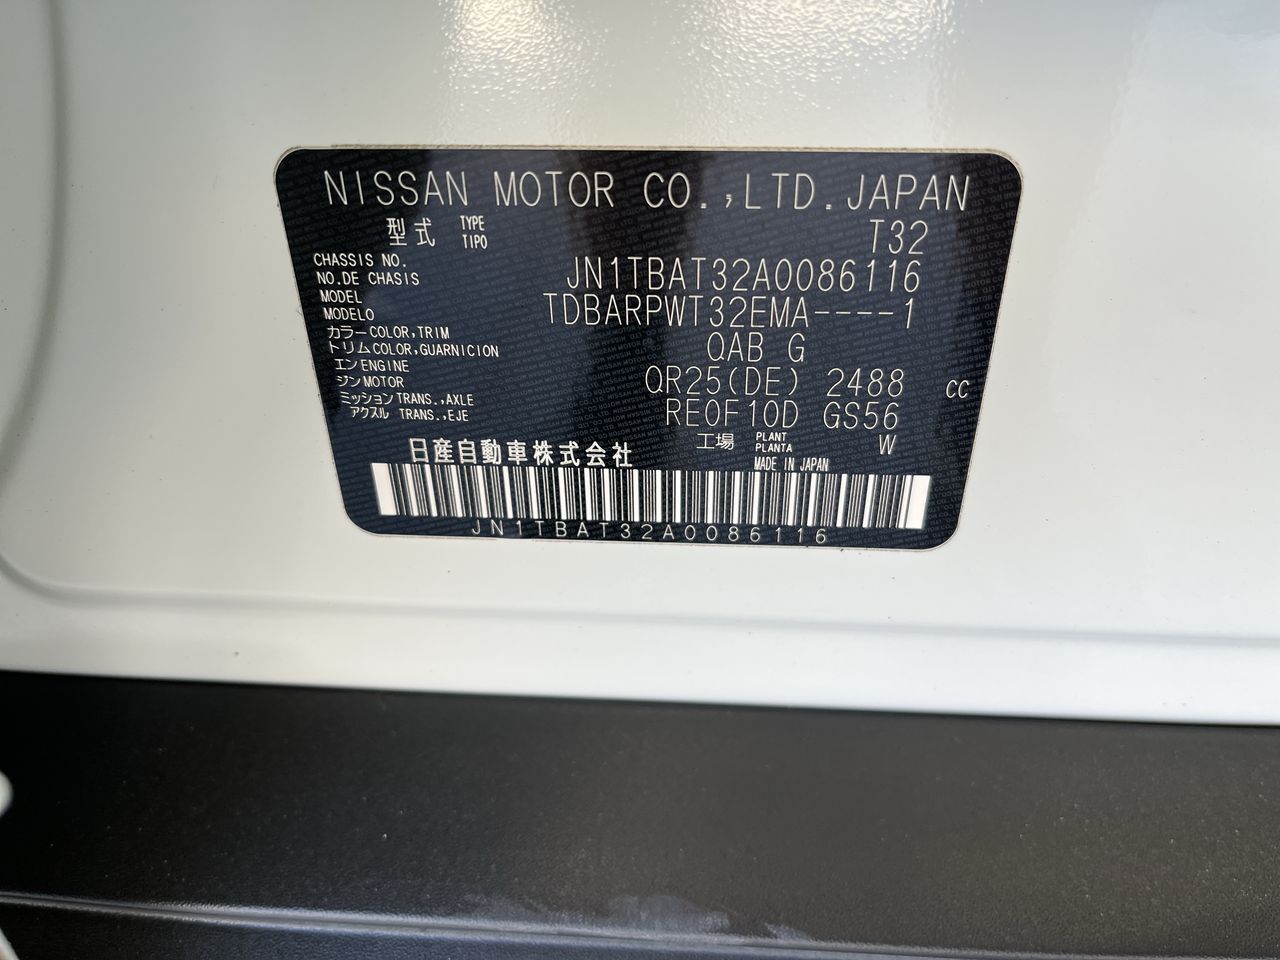 NISSAN MOTOR CO.,LTD.JAPAN
型式 TYPE TIPO T32
CHASSIS NO.
NO.DE CHASIS JN1TBAT32A0086116
MODEL
MODELO TDBARPWT32EMA----1
カラー COLOR,TRIM
トリム COLOR,GUARNICION QAB G
エン ENGINE
ジン MOTOR QR25(DE) 2488 cc
ミッション TRANS.,AXLE
アクスル TRANS.,EJE RE0F10D GS56
工場 PLANT PLANTA W
日産自動車株式会社 MADE IN JAPAN
JN1TBAT32A0086116